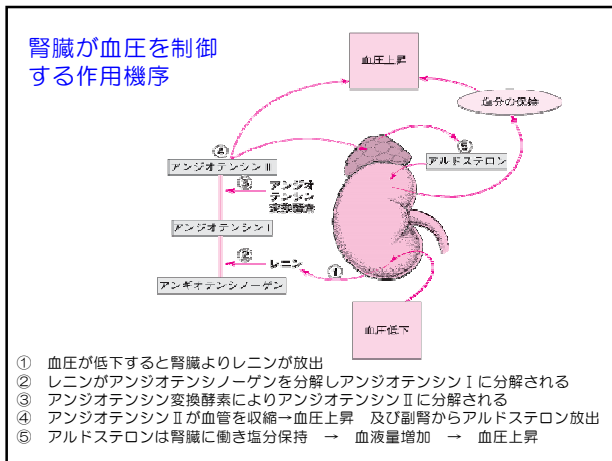 腎臓が血圧を制御
する作用機序
血圧上昇
塩分の保持
④
⑤
アルドステロン
アンジオテンシンⅡ
③
アンジオ
テンシン
変換酵素
アンジオテンシンⅠ
②
レニン
①
アンギオテンシノーゲン
血圧低下
① 血圧が低下すると腎臓よりレニンが放出
② レニンがアンジオテンシノーゲンを分解しアンジオテンシンⅠに分解される
③ アンジオテンシン変換酵素によりアンジオテンシンⅡに分解される
④ アンジオテンシンⅡが血管を収縮→血圧上昇 及び副腎からアルドステロン放出
⑤ アルドステロンは腎臓に働き塩分保持 → 血液量増加 → 血圧上昇